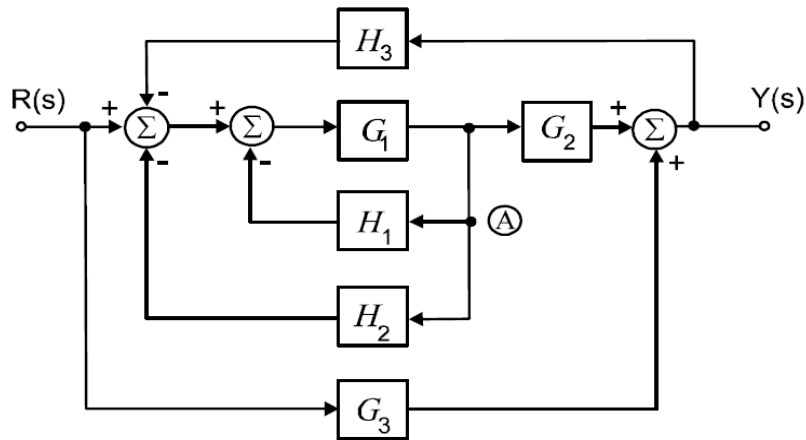 H3
-
R(s) + Σ + Σ G1 G2 + Σ Y(s)
- - +
H1 A
H2
G3